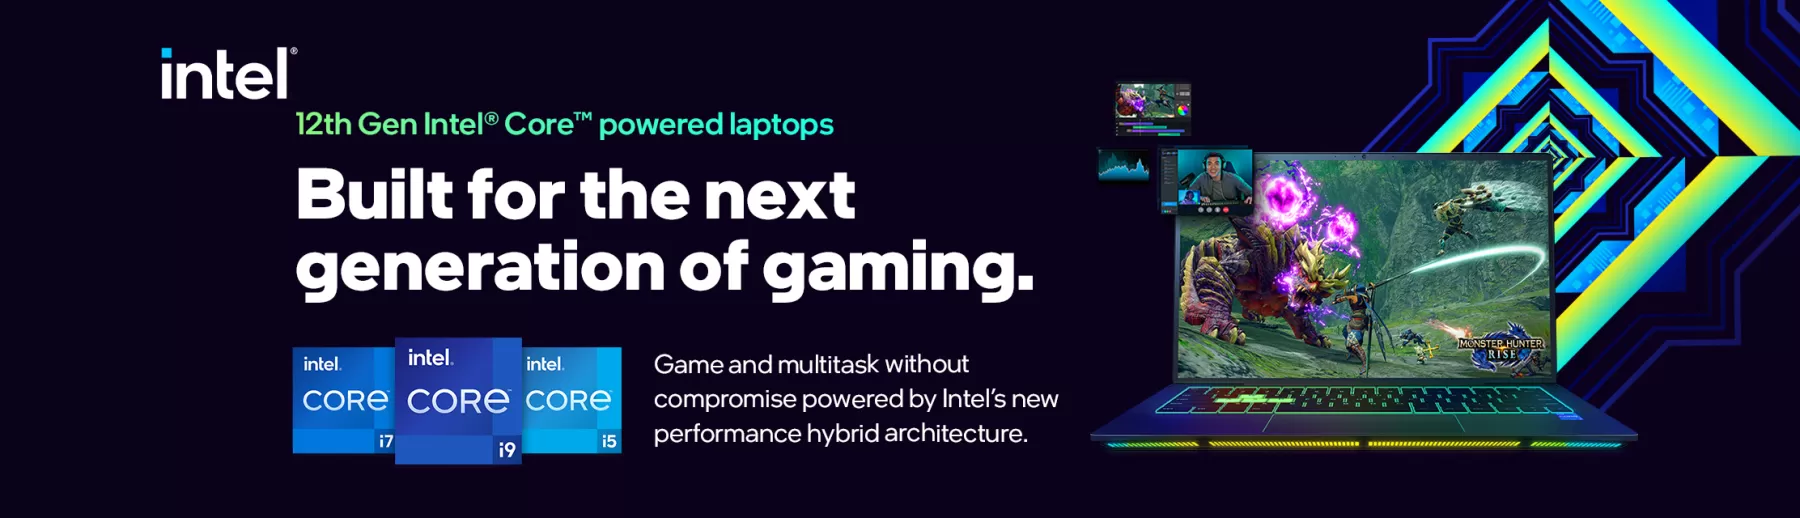 intel®
12th Gen Intel® Core™ powered laptops
Built for the next
generation of gaming.
intel.
CORe
i7
intel.
CORe
i9
intel.
CORe
i5
Game and multitask without
compromise powered by Intel's new
performance hybrid architecture.
MONSTER HUNTER
RISE